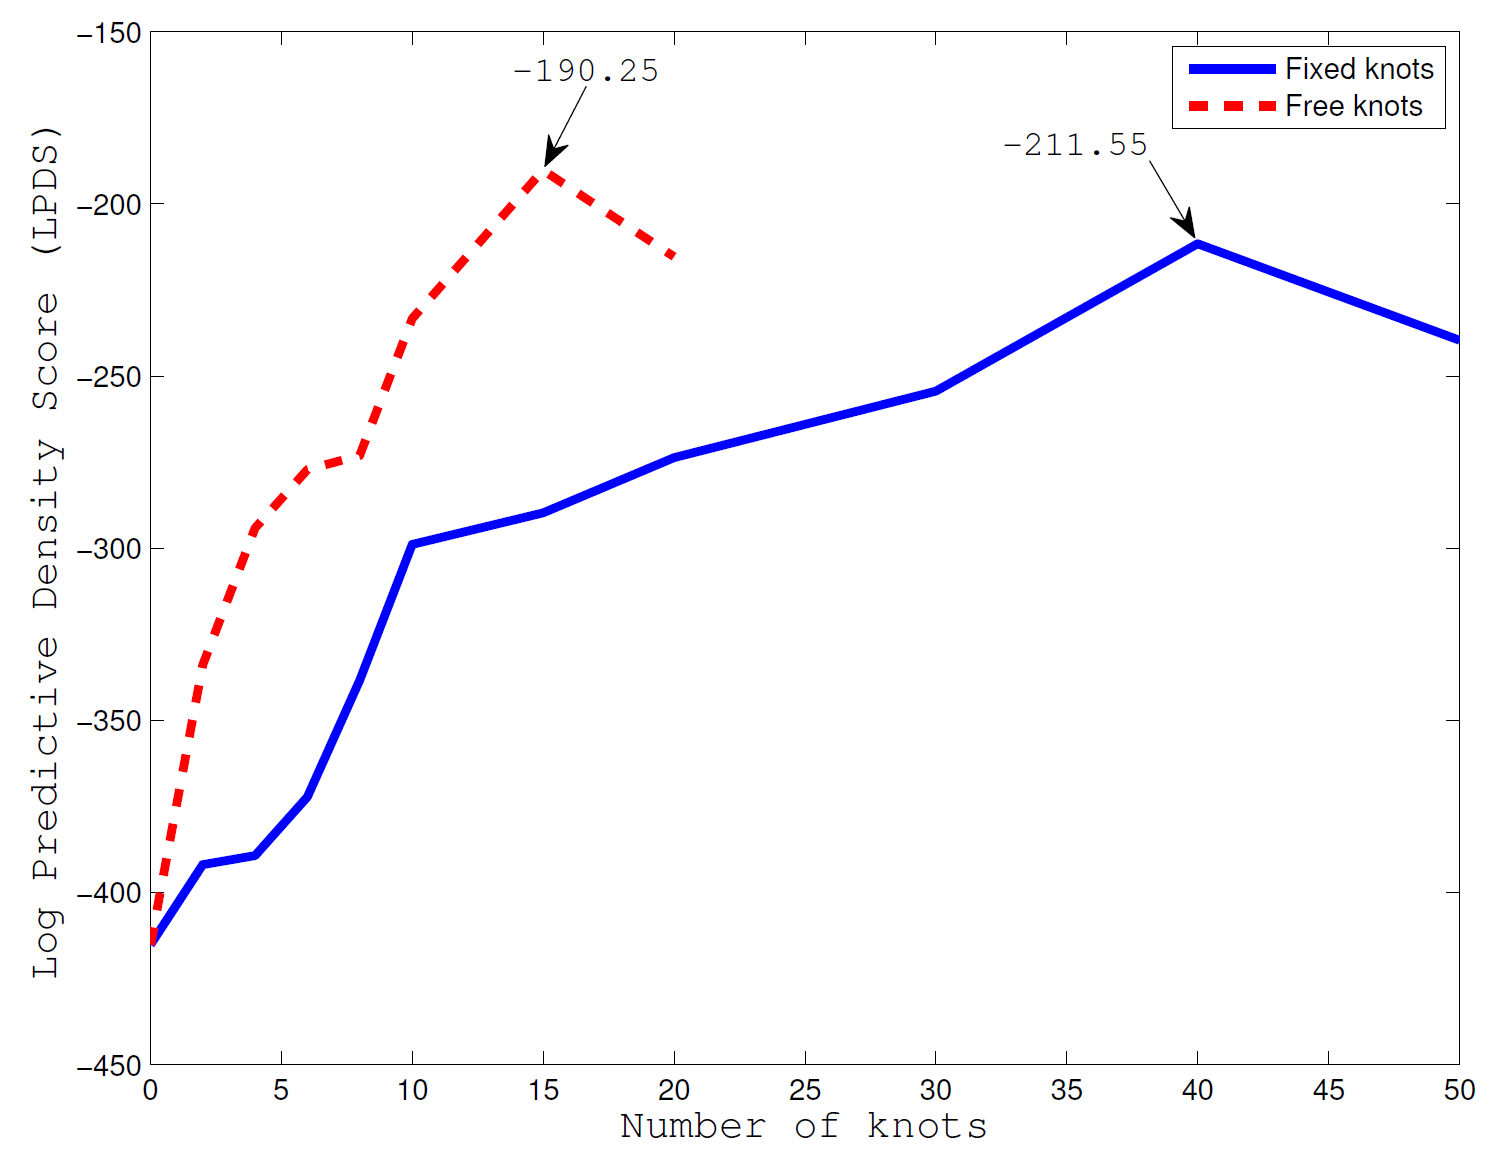 −190.25
−211.55
Fixed knots
Free knots
Log Predictive Density Score (LPDS)
−150
−200
−250
−300
−350
−400
−450
0 5 10 15 20 25 30 35 40 45 50
Number of knots